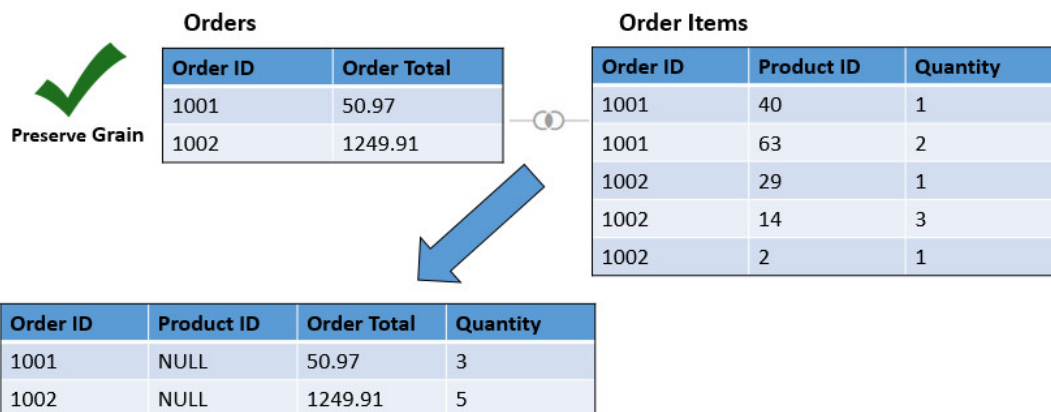 Orders
Order Items
Preserve Grain
Order ID Order Total
1001 50.97
1002 1249.91
Order ID Product ID Quantity
1001 40 1
1001 63 2
1002 29 1
1002 14 3
1002 2 1
Order ID Product ID Order Total Quantity
1001 NULL 50.97 3
1002 NULL 1249.91 5